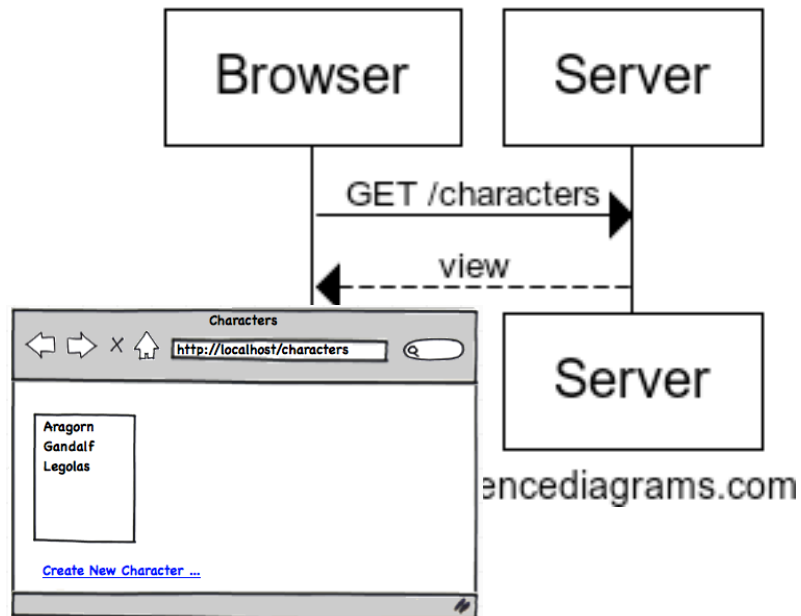 Browser
Server
GET /characters
view
Characters
http://localhost/characters
Server
Aragorn
Gandalf
Legolas
encediagrams.com
Create New Character ...